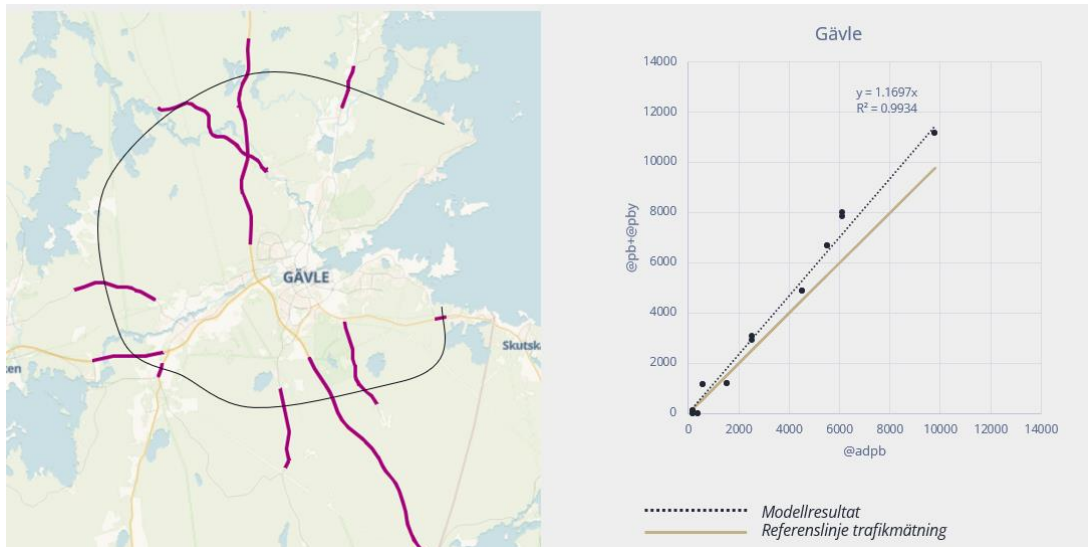 GÄVLE
Skutsk
ken
Gävle
14000
12000
10000
8000
6000
4000
2000
0
y = 1.1697x
R² = 0.9934
@pb+@pby
0 2000 4000 6000 8000 10000 12000 14000
@adpb
Modellresultat
Referenslinje trafikmätning